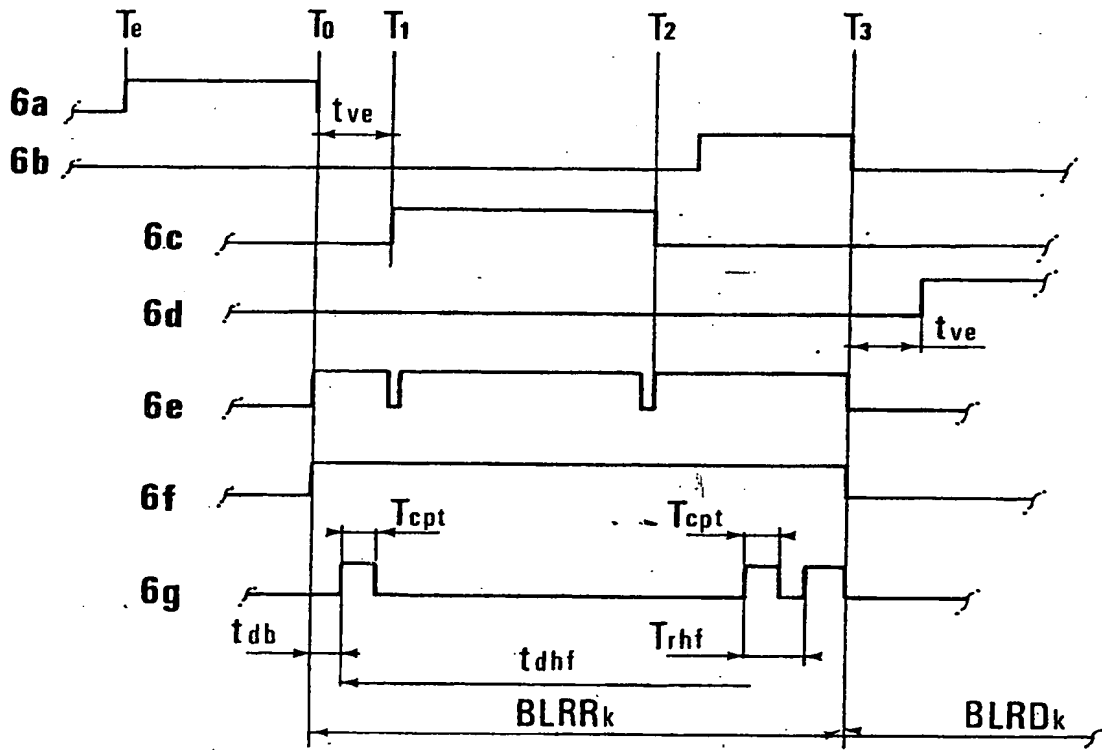 Te T0 T1 T2 T3
6a
tve
6b
6c
6d
tve
6e
6f
Tcpt Tcpt
6g
tdb
tdhf
Trhf
BLRRk
BLRDk